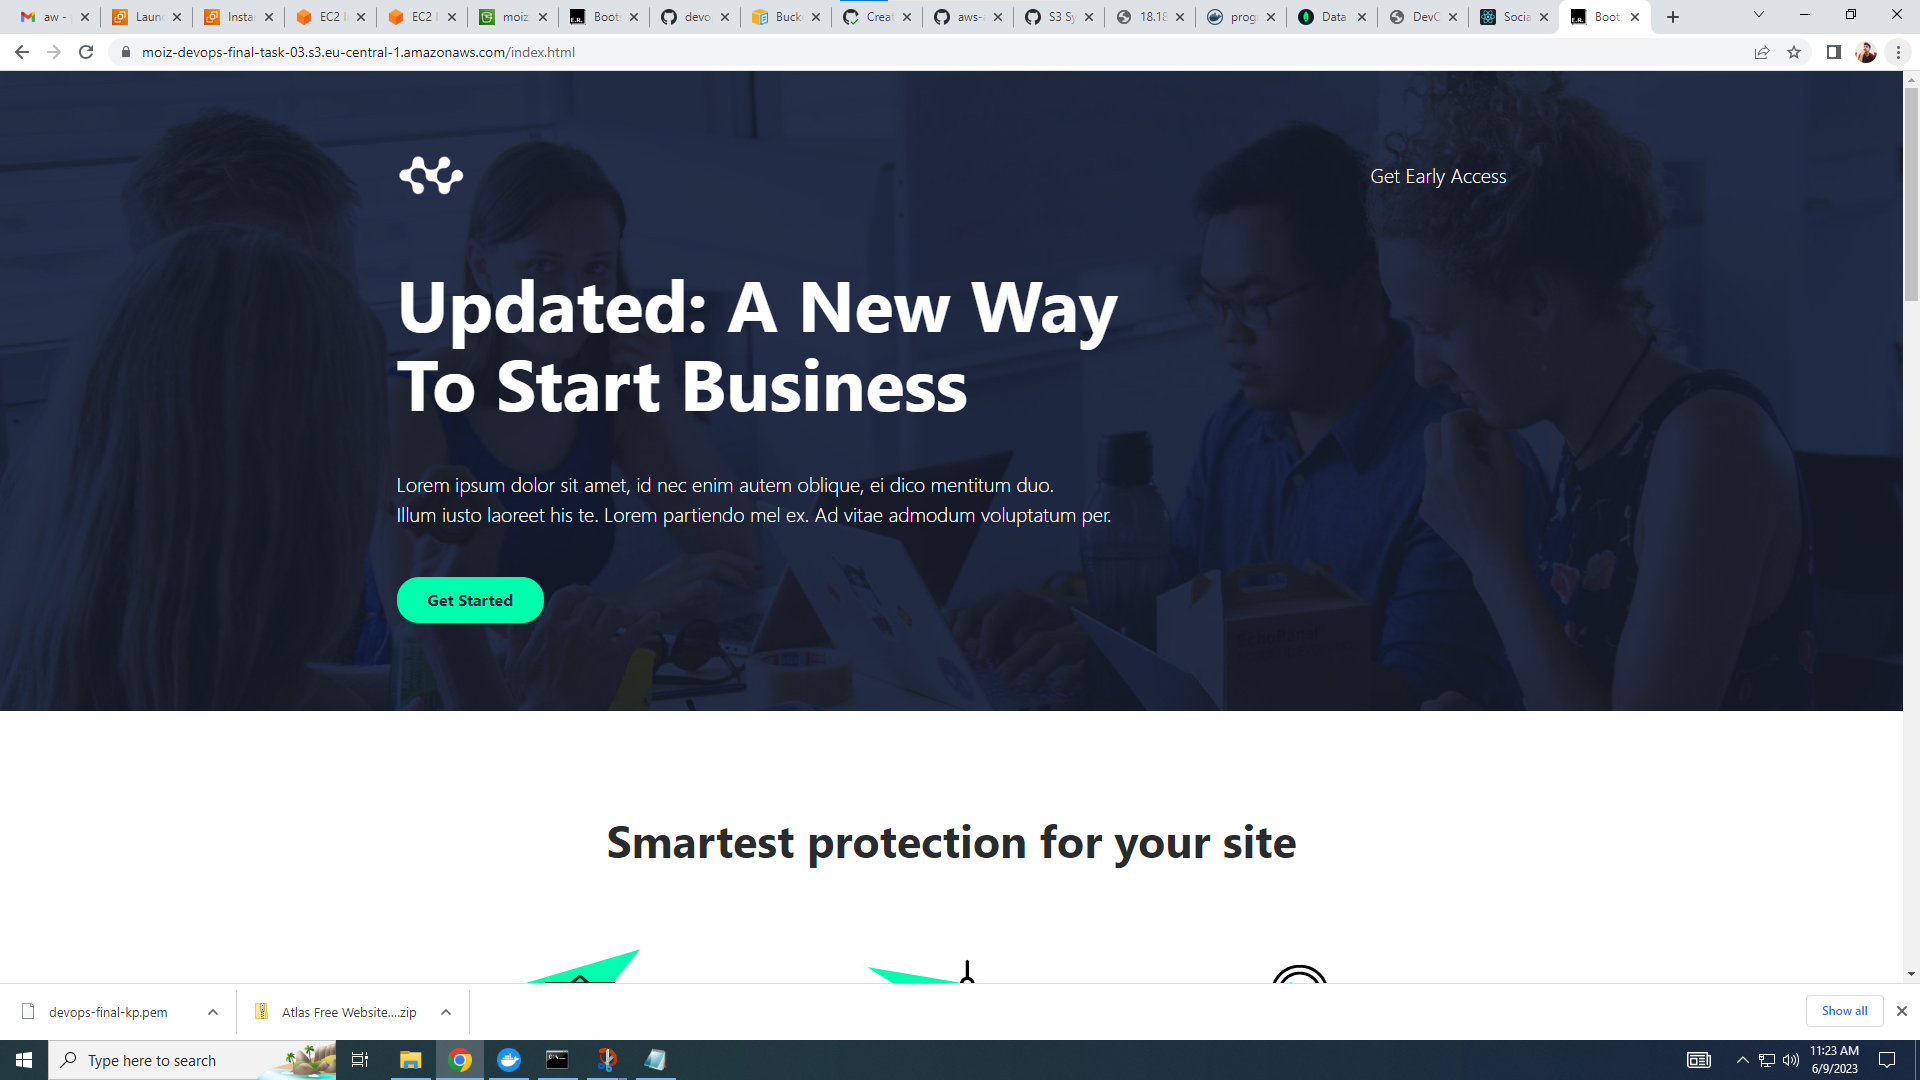 aw -
Laun
Instan
EC2 I
EC2 I
moiz
Boots
devo
Buck
Creat
aws-
S3 Sy
18.18
progr
Data
DevO
Socia
Boots
moiz-devops-final-task-03.s3.eu-central-1.amazonaws.com/index.html
Get Early Access
Updated: A New Way
To Start Business
Lorem ipsum dolor sit amet, id nec enim autem oblique, ei dico mentitum duo.
Illum iusto laoreet his te. Lorem partiendo mel ex. Ad vitae admodum voluptatum per.
Get Started
Smartest protection for your site
devops-final-kp.pem
Atlas Free Website....zip
Show all
Type here to search
11:23 AM
6/9/2023